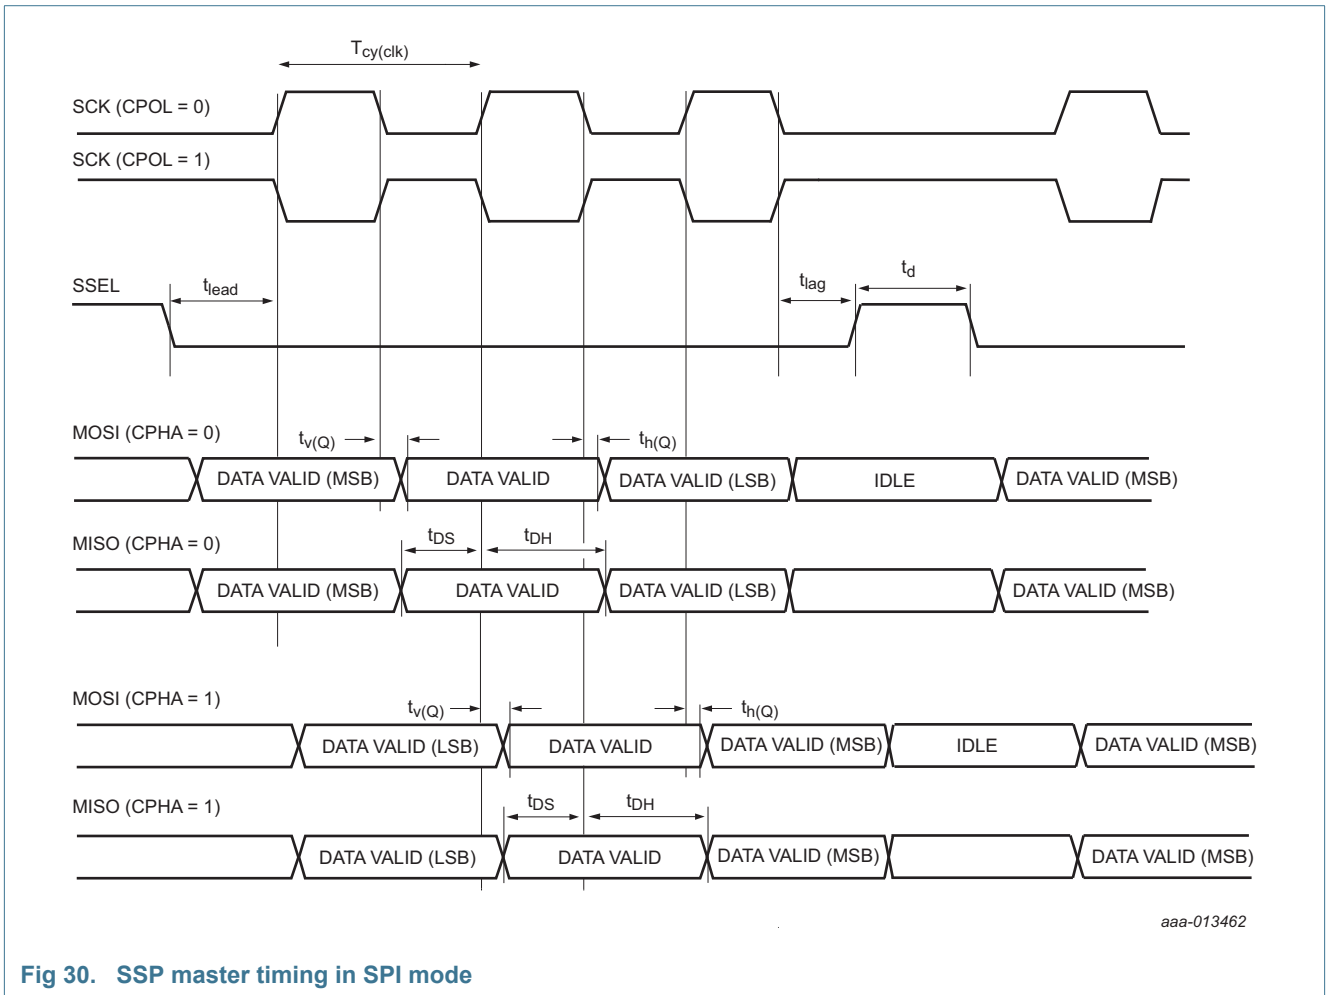 Tcy(clk)
SCK (CPOL = 0)
SCK (CPOL = 1)
SSEL
tlead
tlag
td
MOSI (CPHA = 0)
tv(Q)
th(Q)
DATA VALID (MSB) DATA VALID DATA VALID (LSB) IDLE DATA VALID (MSB)
MISO (CPHA = 0)
tDS
tDH
DATA VALID (MSB) DATA VALID DATA VALID (LSB) DATA VALID (MSB)
MOSI (CPHA = 1)
tv(Q)
th(Q)
DATA VALID (LSB) DATA VALID DATA VALID (MSB) IDLE DATA VALID (MSB)
MISO (CPHA = 1)
tDS
tDH
DATA VALID (LSB) DATA VALID DATA VALID (MSB) DATA VALID (MSB)
aaa-013462
Fig 30. SSP master timing in SPI mode